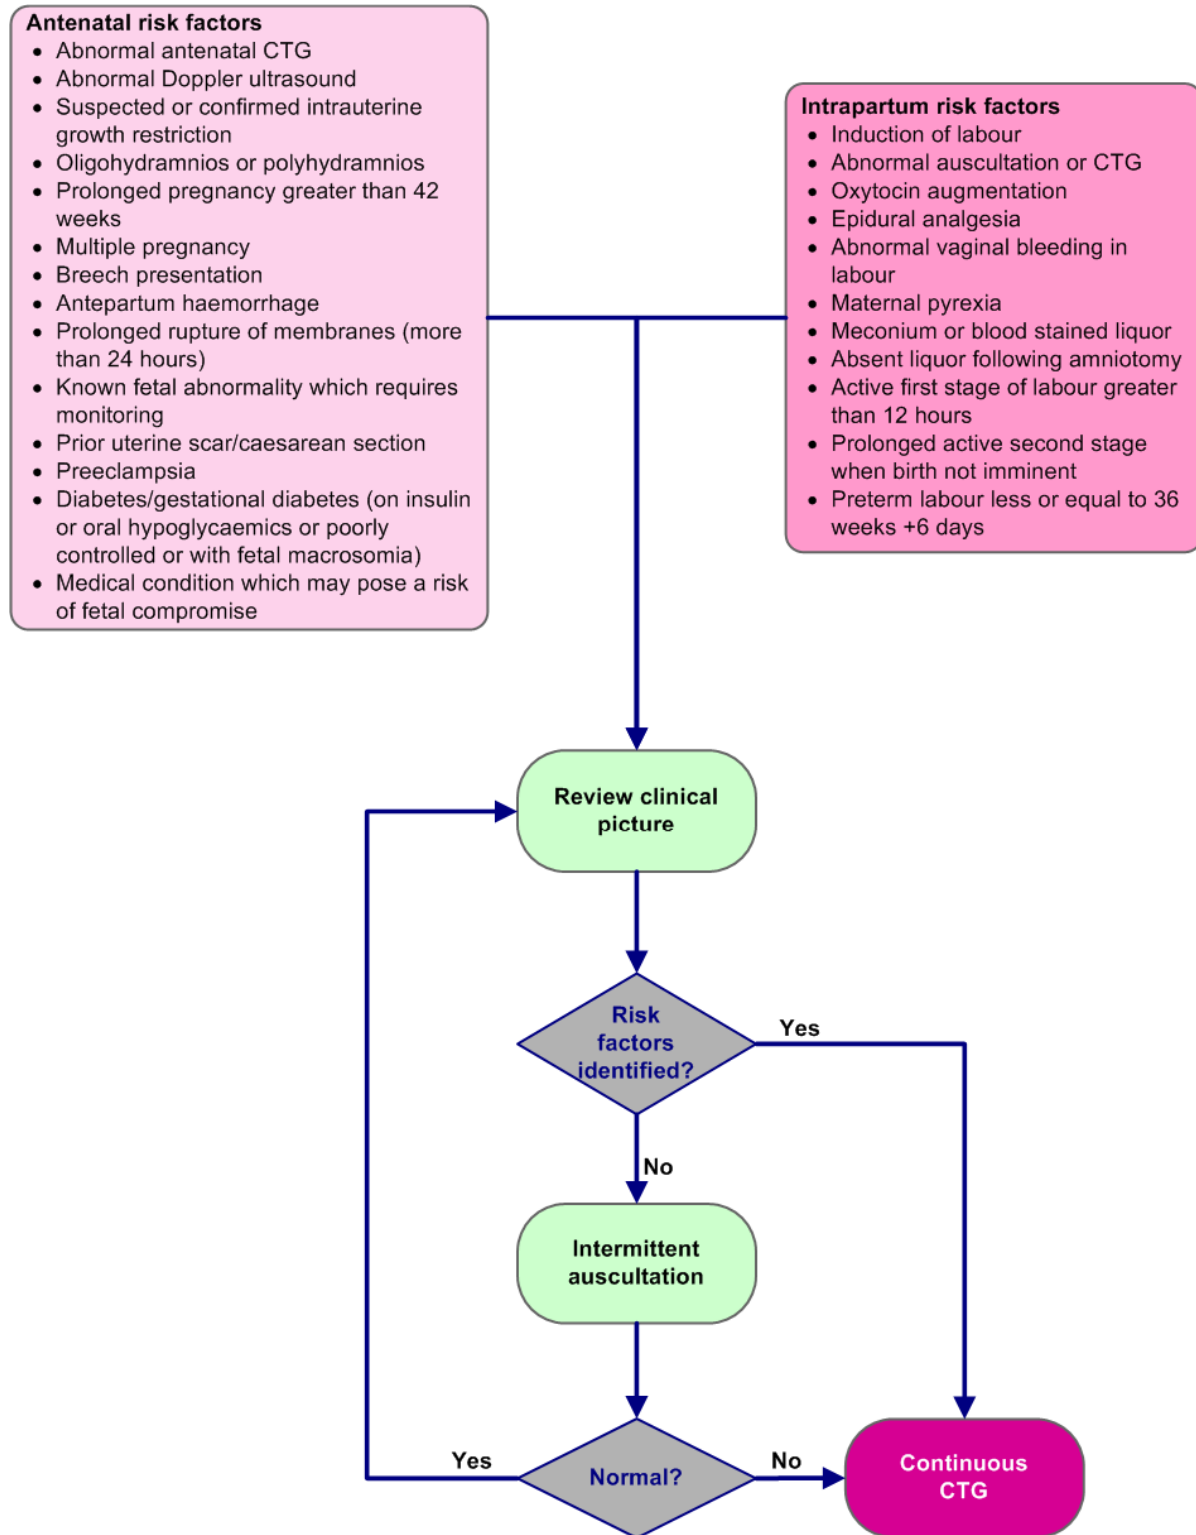 Antenatal risk factors
• Abnormal antenatal CTG
• Abnormal Doppler ultrasound
• Suspected or confirmed intrauterine
growth restriction
• Oligohydramnios or polyhydramnios
• Prolonged pregnancy greater than 42
weeks
• Multiple pregnancy
• Breech presentation
• Antepartum haemorrhage
• Prolonged rupture of membranes (more
than 24 hours)
• Known fetal abnormality which requires
monitoring
• Prior uterine scar/caesarean section
• Preeclampsia
• Diabetes/gestational diabetes (on insulin
or oral hypoglycaemics or poorly
controlled or with fetal macrosomia)
• Medical condition which may pose a risk
of fetal compromise
Intrapartum risk factors
• Induction of labour
• Abnormal auscultation or CTG
• Oxytocin augmentation
• Epidural analgesia
• Abnormal vaginal bleeding in
labour
• Maternal pyrexia
• Meconium or blood stained liquor
• Absent liquor following amniotomy
• Active first stage of labour greater
than 12 hours
• Prolonged active second stage
when birth not imminent
• Preterm labour less or equal to 36
weeks +6 days
Review clinical
picture
Risk
factors
identified?
Yes
No
Intermittent
auscultation
Yes
Normal?
No
Continuous
CTG